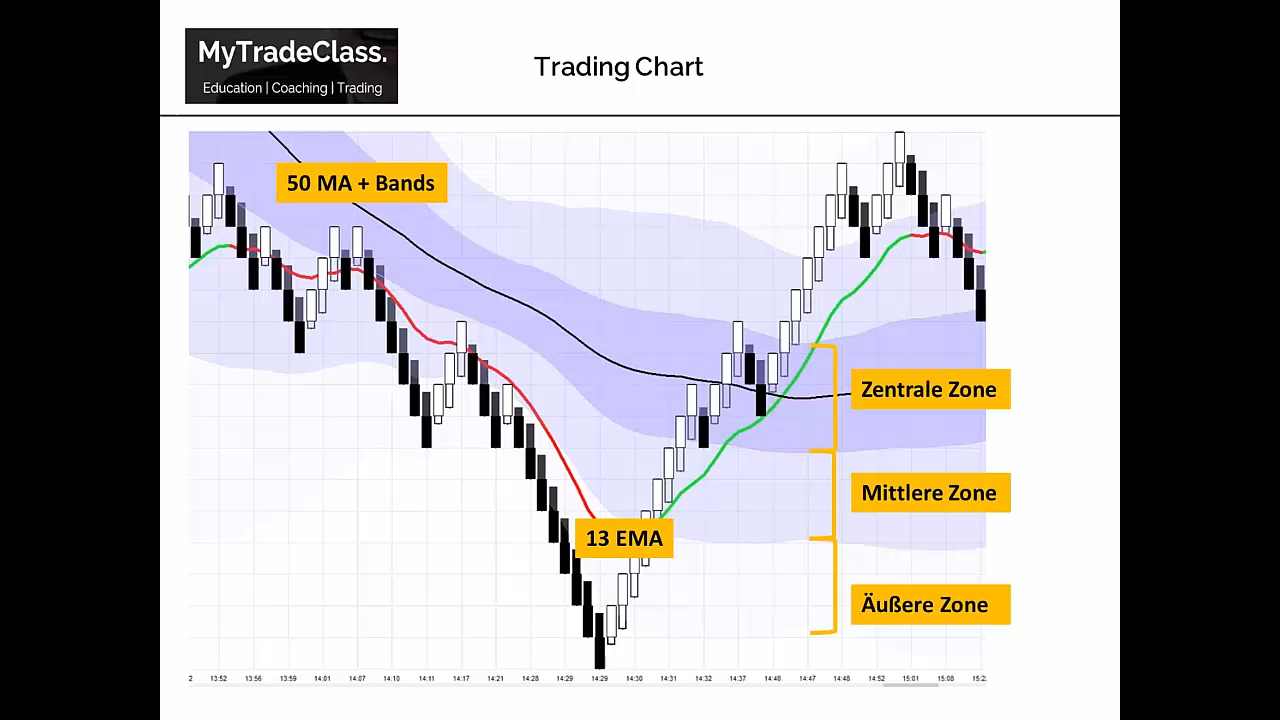 MyTradeClass.
Education | Coaching | Trading
Trading Chart
50 MA + Bands
Zentrale Zone
Mittlere Zone
13 EMA
Äußere Zone
2 13:52 13:56 13:59 14:01 14:07 14:10 14:11 14:17 14:28 14:29 14:29 14:30 14:31 14:32 14:37 14:40 14:47 14:48 14:52 15:01 15:08 15:2